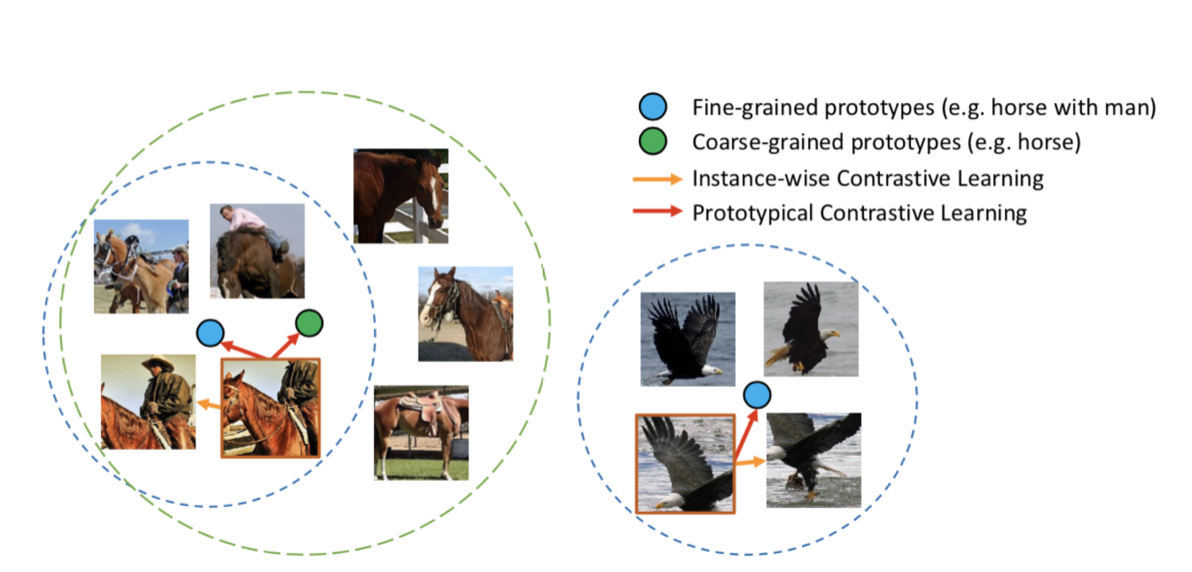 Fine-grained prototypes (e.g. horse with man)
Coarse-grained prototypes (e.g. horse)
Instance-wise Contrastive Learning
Prototypical Contrastive Learning